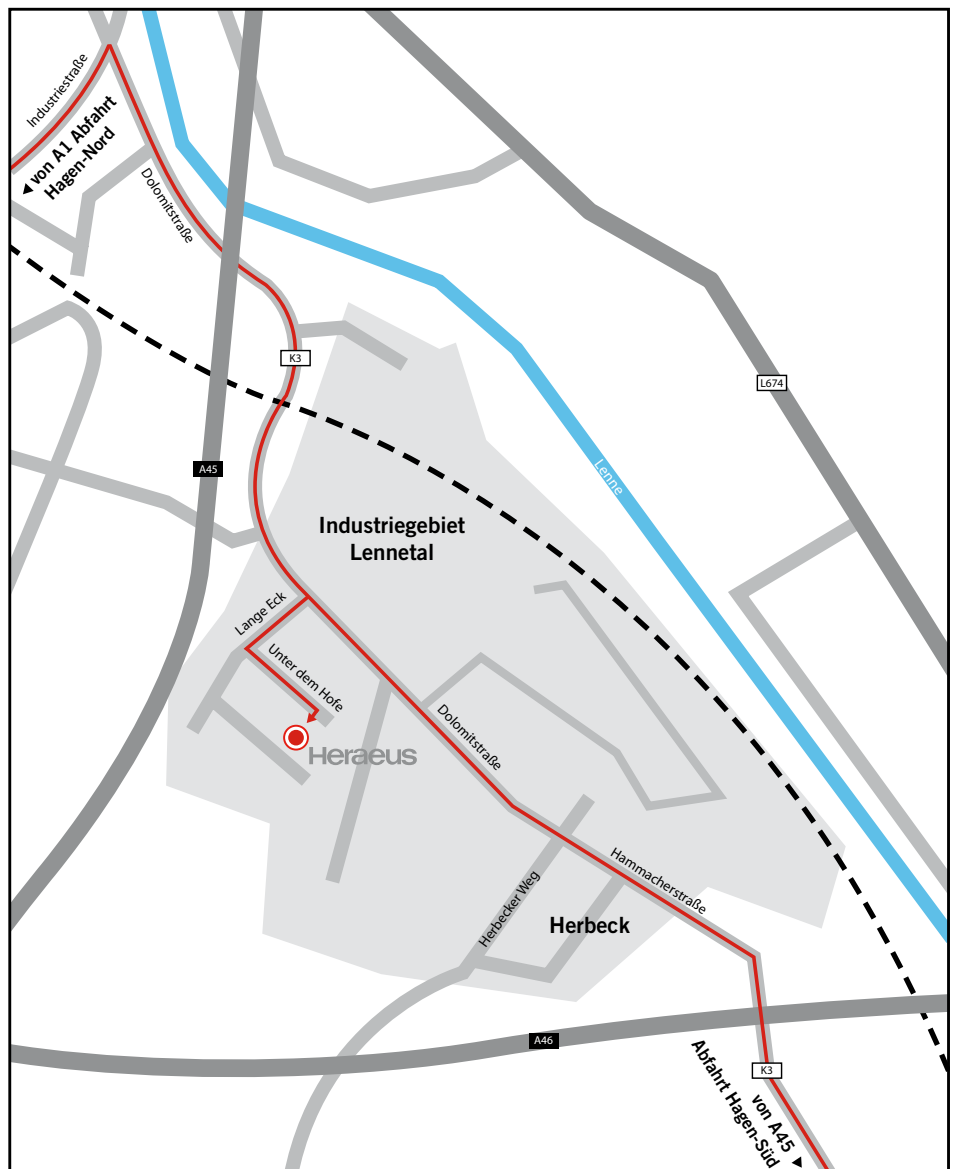 Industriestraße
von A1 Abfahrt
Hagen-Nord
Dolomitstraße
K3
L674
A45
Lenne
Industriegebiet
Lennetal
Lange Eck
Unter dem Hofe
Heraeus
Dolomitstraße
Hammacherstraße
Herbecker Weg
Herbeck
A46
K3
von A45
Abfahrt Hagen-Süd